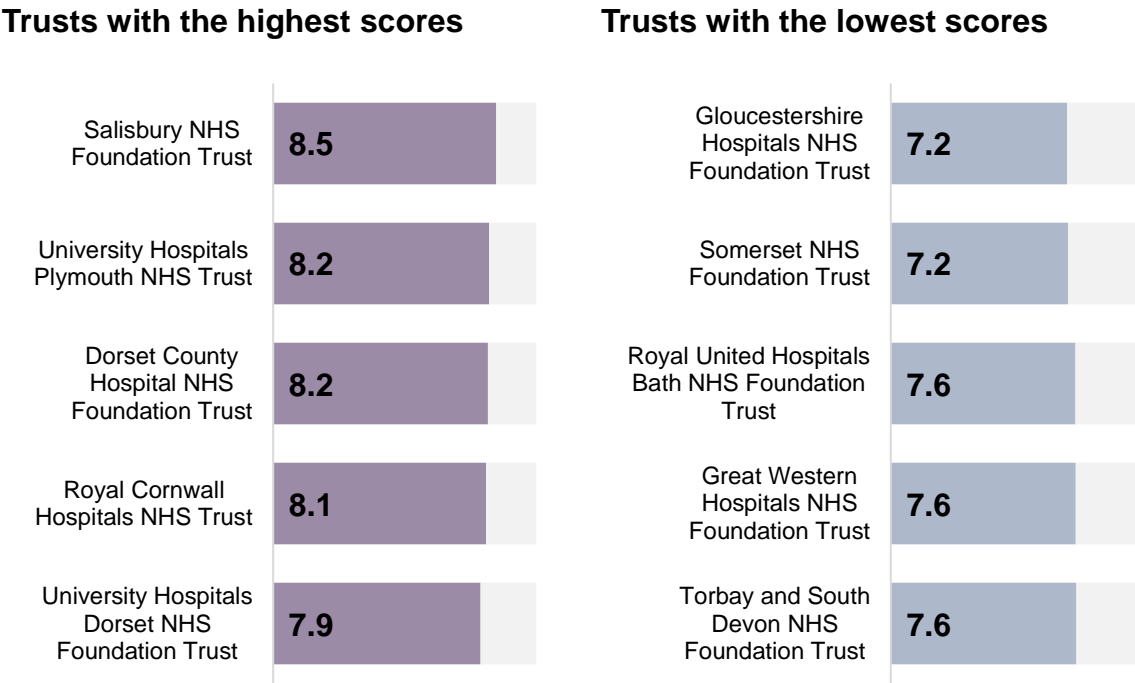 Trusts with the highest scores
Salisbury NHS
Foundation Trust
8.5
University Hospitals
Plymouth NHS Trust
8.2
Dorset County
Hospital NHS
Foundation Trust
8.2
Royal Cornwall
Hospitals NHS Trust
8.1
University Hospitals
Dorset NHS
Foundation Trust
7.9
Trusts with the lowest scores
Gloucestershire
Hospitals NHS
Foundation Trust
7.2
Somerset NHS
Foundation Trust
7.2
Royal United Hospitals
Bath NHS Foundation
Trust
7.6
Great Western
Hospitals NHS
Foundation Trust
7.6
Torbay and South
Devon NHS
Foundation Trust
7.6